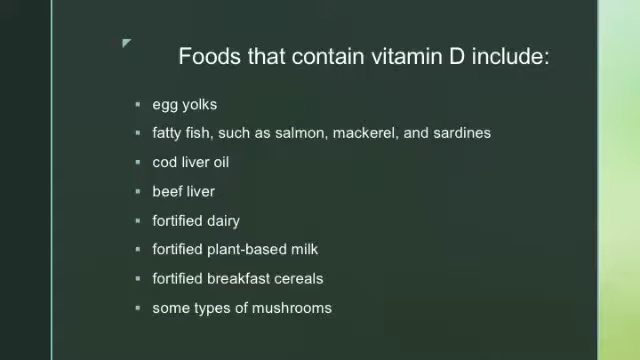 Foods that contain vitamin D include:
▪ egg yolks
▪ fatty fish, such as salmon, mackerel, and sardines
▪ cod liver oil
▪ beef liver
▪ fortified dairy
▪ fortified plant-based milk
▪ fortified breakfast cereals
▪ some types of mushrooms